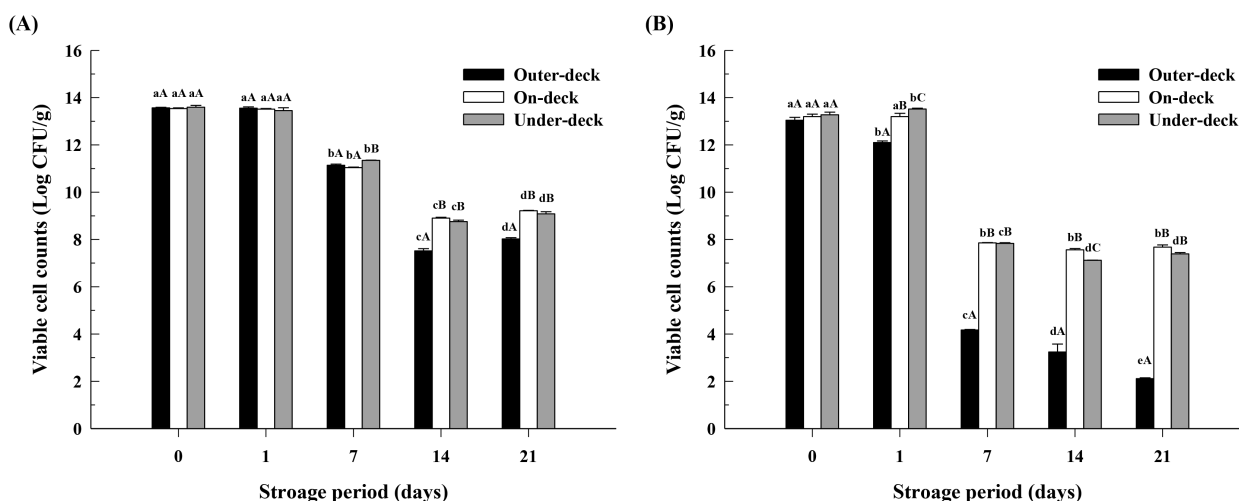 (A)
16
14
12
10
8
6
4
2
0
Viable cell counts (Log CFU/g)
Outer-deck
On-deck
Under-deck
aA aA aA
aA aA aA
bA bA bB
cA cB cB
dA dB dB
0 1 7 14 21
Stroage period (days)
(B)
16
14
12
10
8
6
4
2
0
Viable cell counts (Log CFU/g)
Outer-deck
On-deck
Under-deck
aA aA aA
bA aB bC
cA bB cB
dA bB dC
eA bB dB
0 1 7 14 21
Stroage period (days)